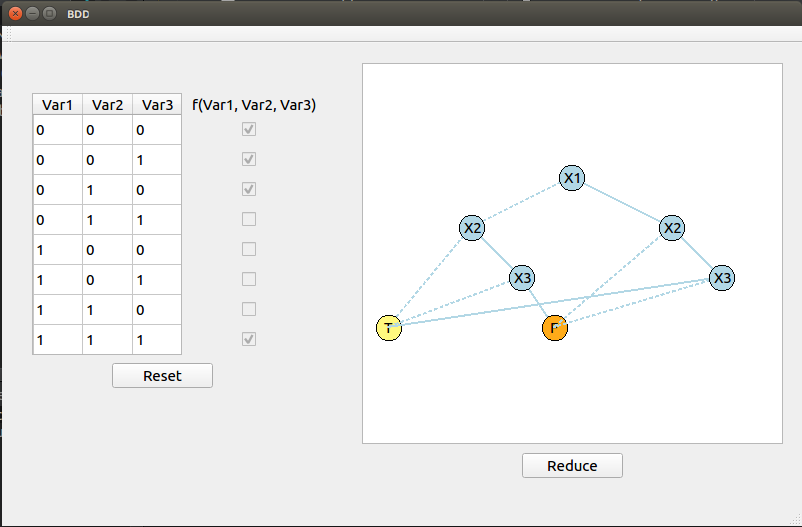 BDD
Var1 Var2 Var3 f(Var1, Var2, Var3)
0 0 0
0 0 1
0 1 0
0 1 1
1 0 0
1 0 1
1 1 0
1 1 1
Reset
X1
X2 X2
X3 X3
T F
Reduce